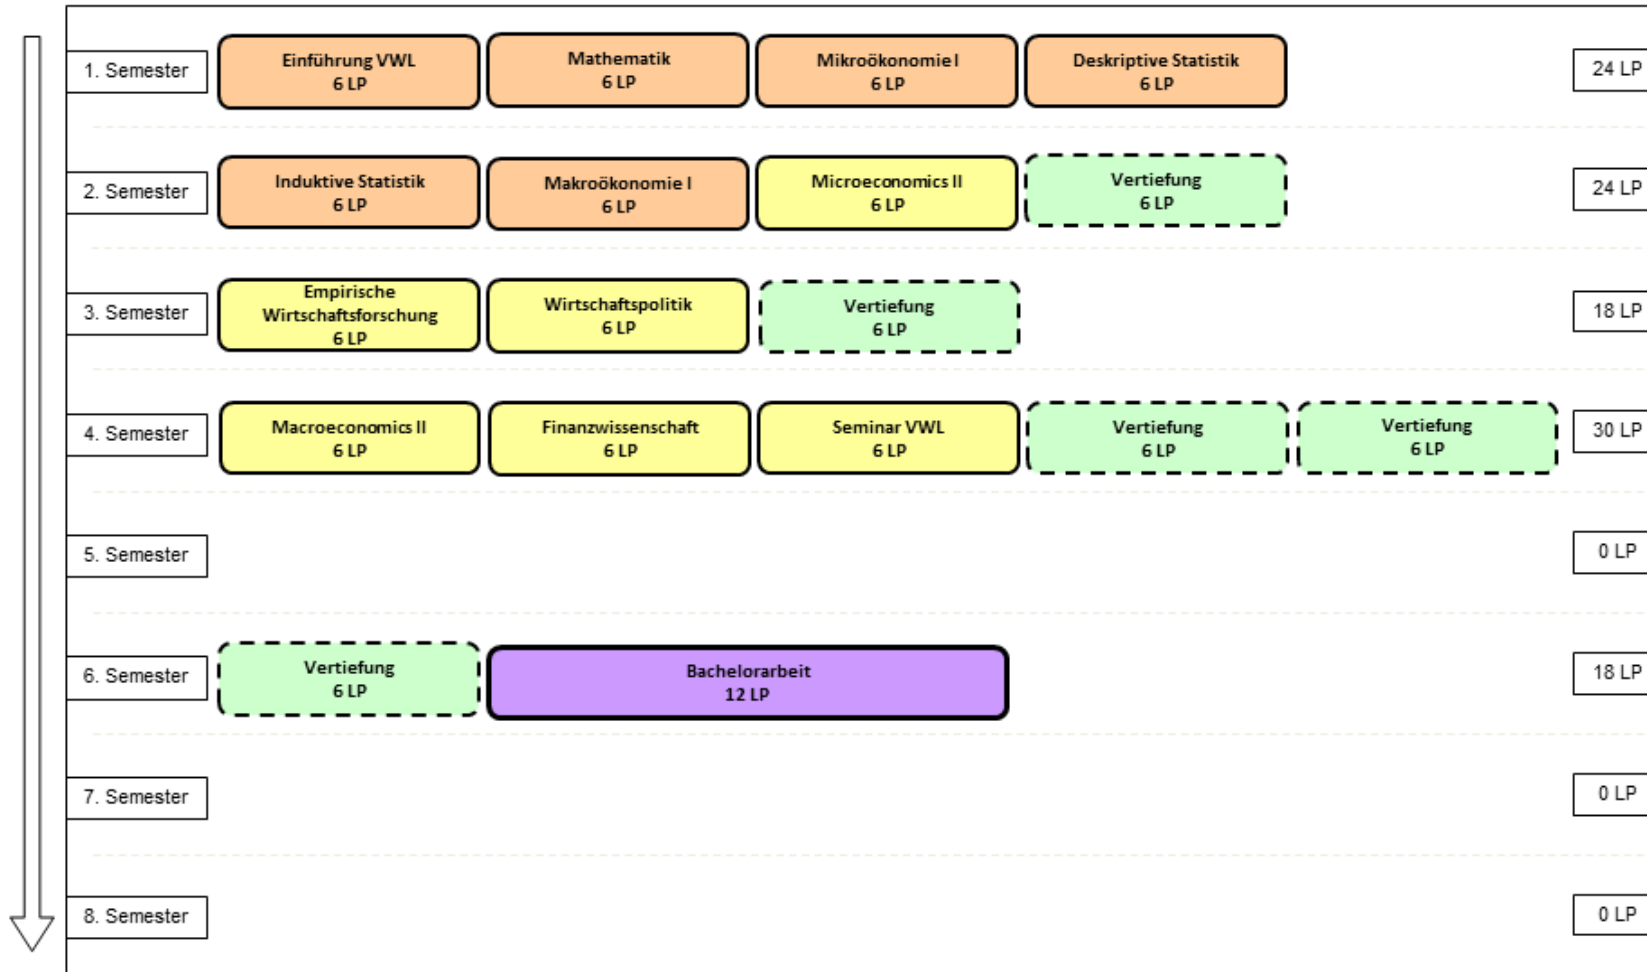 1. Semester
Einführung VWL
6 LP
Mathematik
6 LP
Mikroökonomie I
6 LP
Deskriptive Statistik
6 LP
24 LP
2. Semester
Induktive Statistik
6 LP
Makroökonomie I
6 LP
Microeconomics II
6 LP
Vertiefung
6 LP
24 LP
3. Semester
Empirische
Wirtschaftsforschung
6 LP
Wirtschaftspolitik
6 LP
Vertiefung
6 LP
18 LP
4. Semester
Macroeconomics II
6 LP
Finanzwissenschaft
6 LP
Seminar VWL
6 LP
Vertiefung
6 LP
Vertiefung
6 LP
30 LP
5. Semester
0 LP
6. Semester
Vertiefung
6 LP
Bachelorarbeit
12 LP
18 LP
7. Semester
0 LP
8. Semester
0 LP